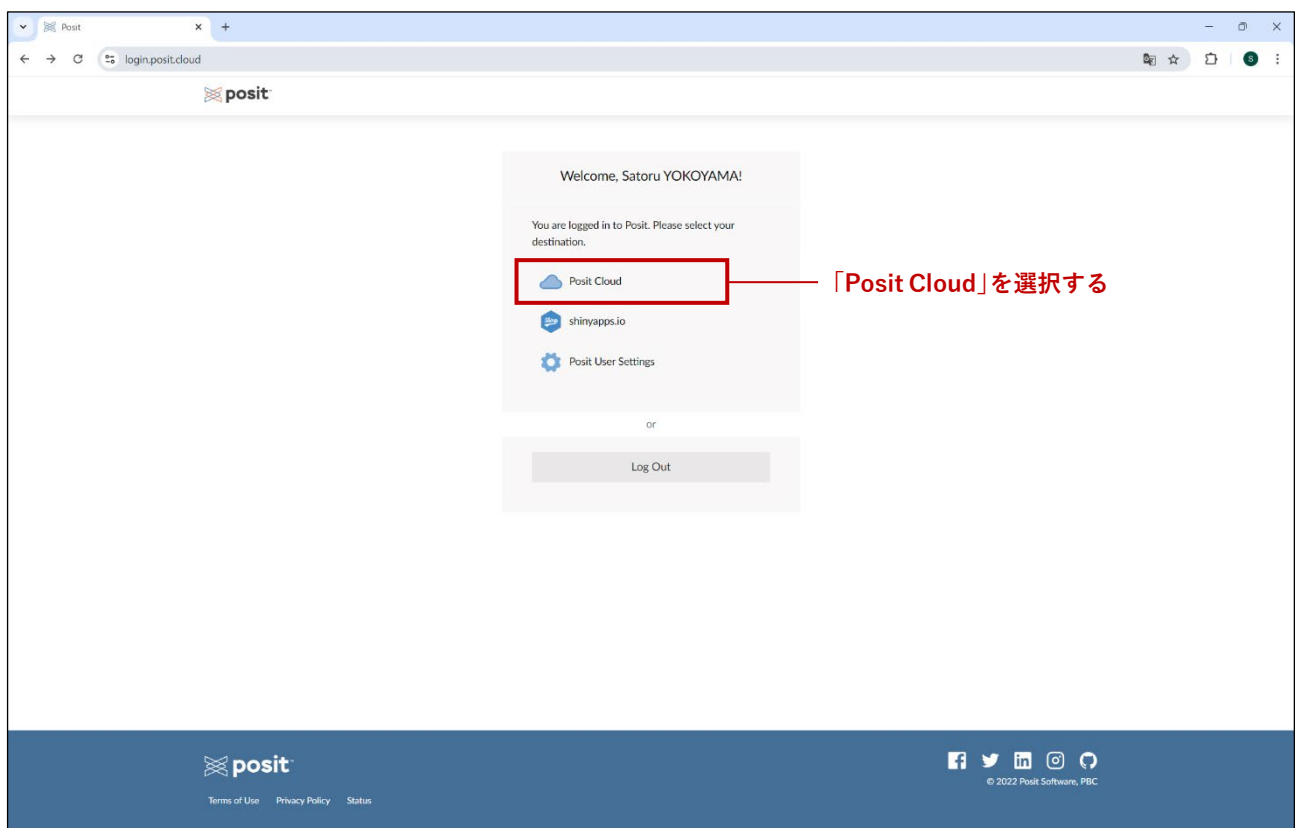 Posit
login.posit.cloud
S
posit
Welcome, Satoru YOKOYAMA!
You are logged in to Posit. Please select your
destination.
Posit Cloud
「Posit Cloud」を選択する
shinyapps.io
Posit User Settings
or
Log Out
posit
© 2022 Posit Software, PBC
Terms of Use Privacy Policy Status